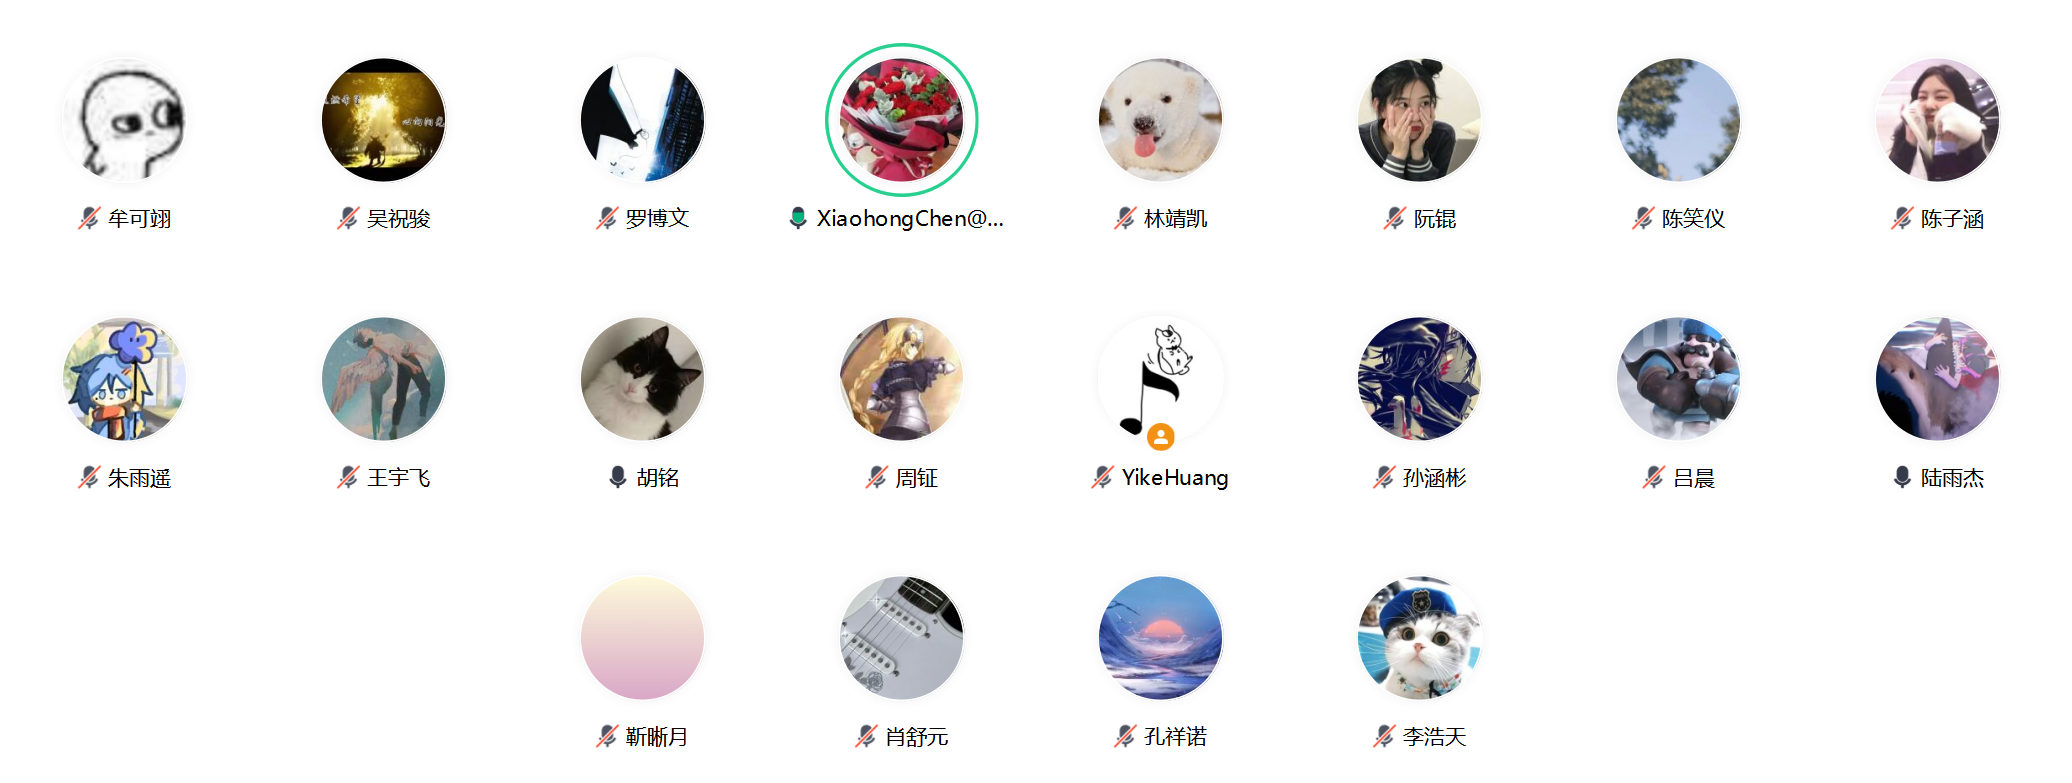 牟可翊
吴祝骏
罗博文
XiaohongChen@...
林靖凯
阮锟
陈笑仪
陈子涵
朱雨遥
王宇飞
胡铭
周钲
YikeHuang
孙涵彬
吕晨
陆雨杰
靳晰月
肖舒元
孔祥诺
李浩天